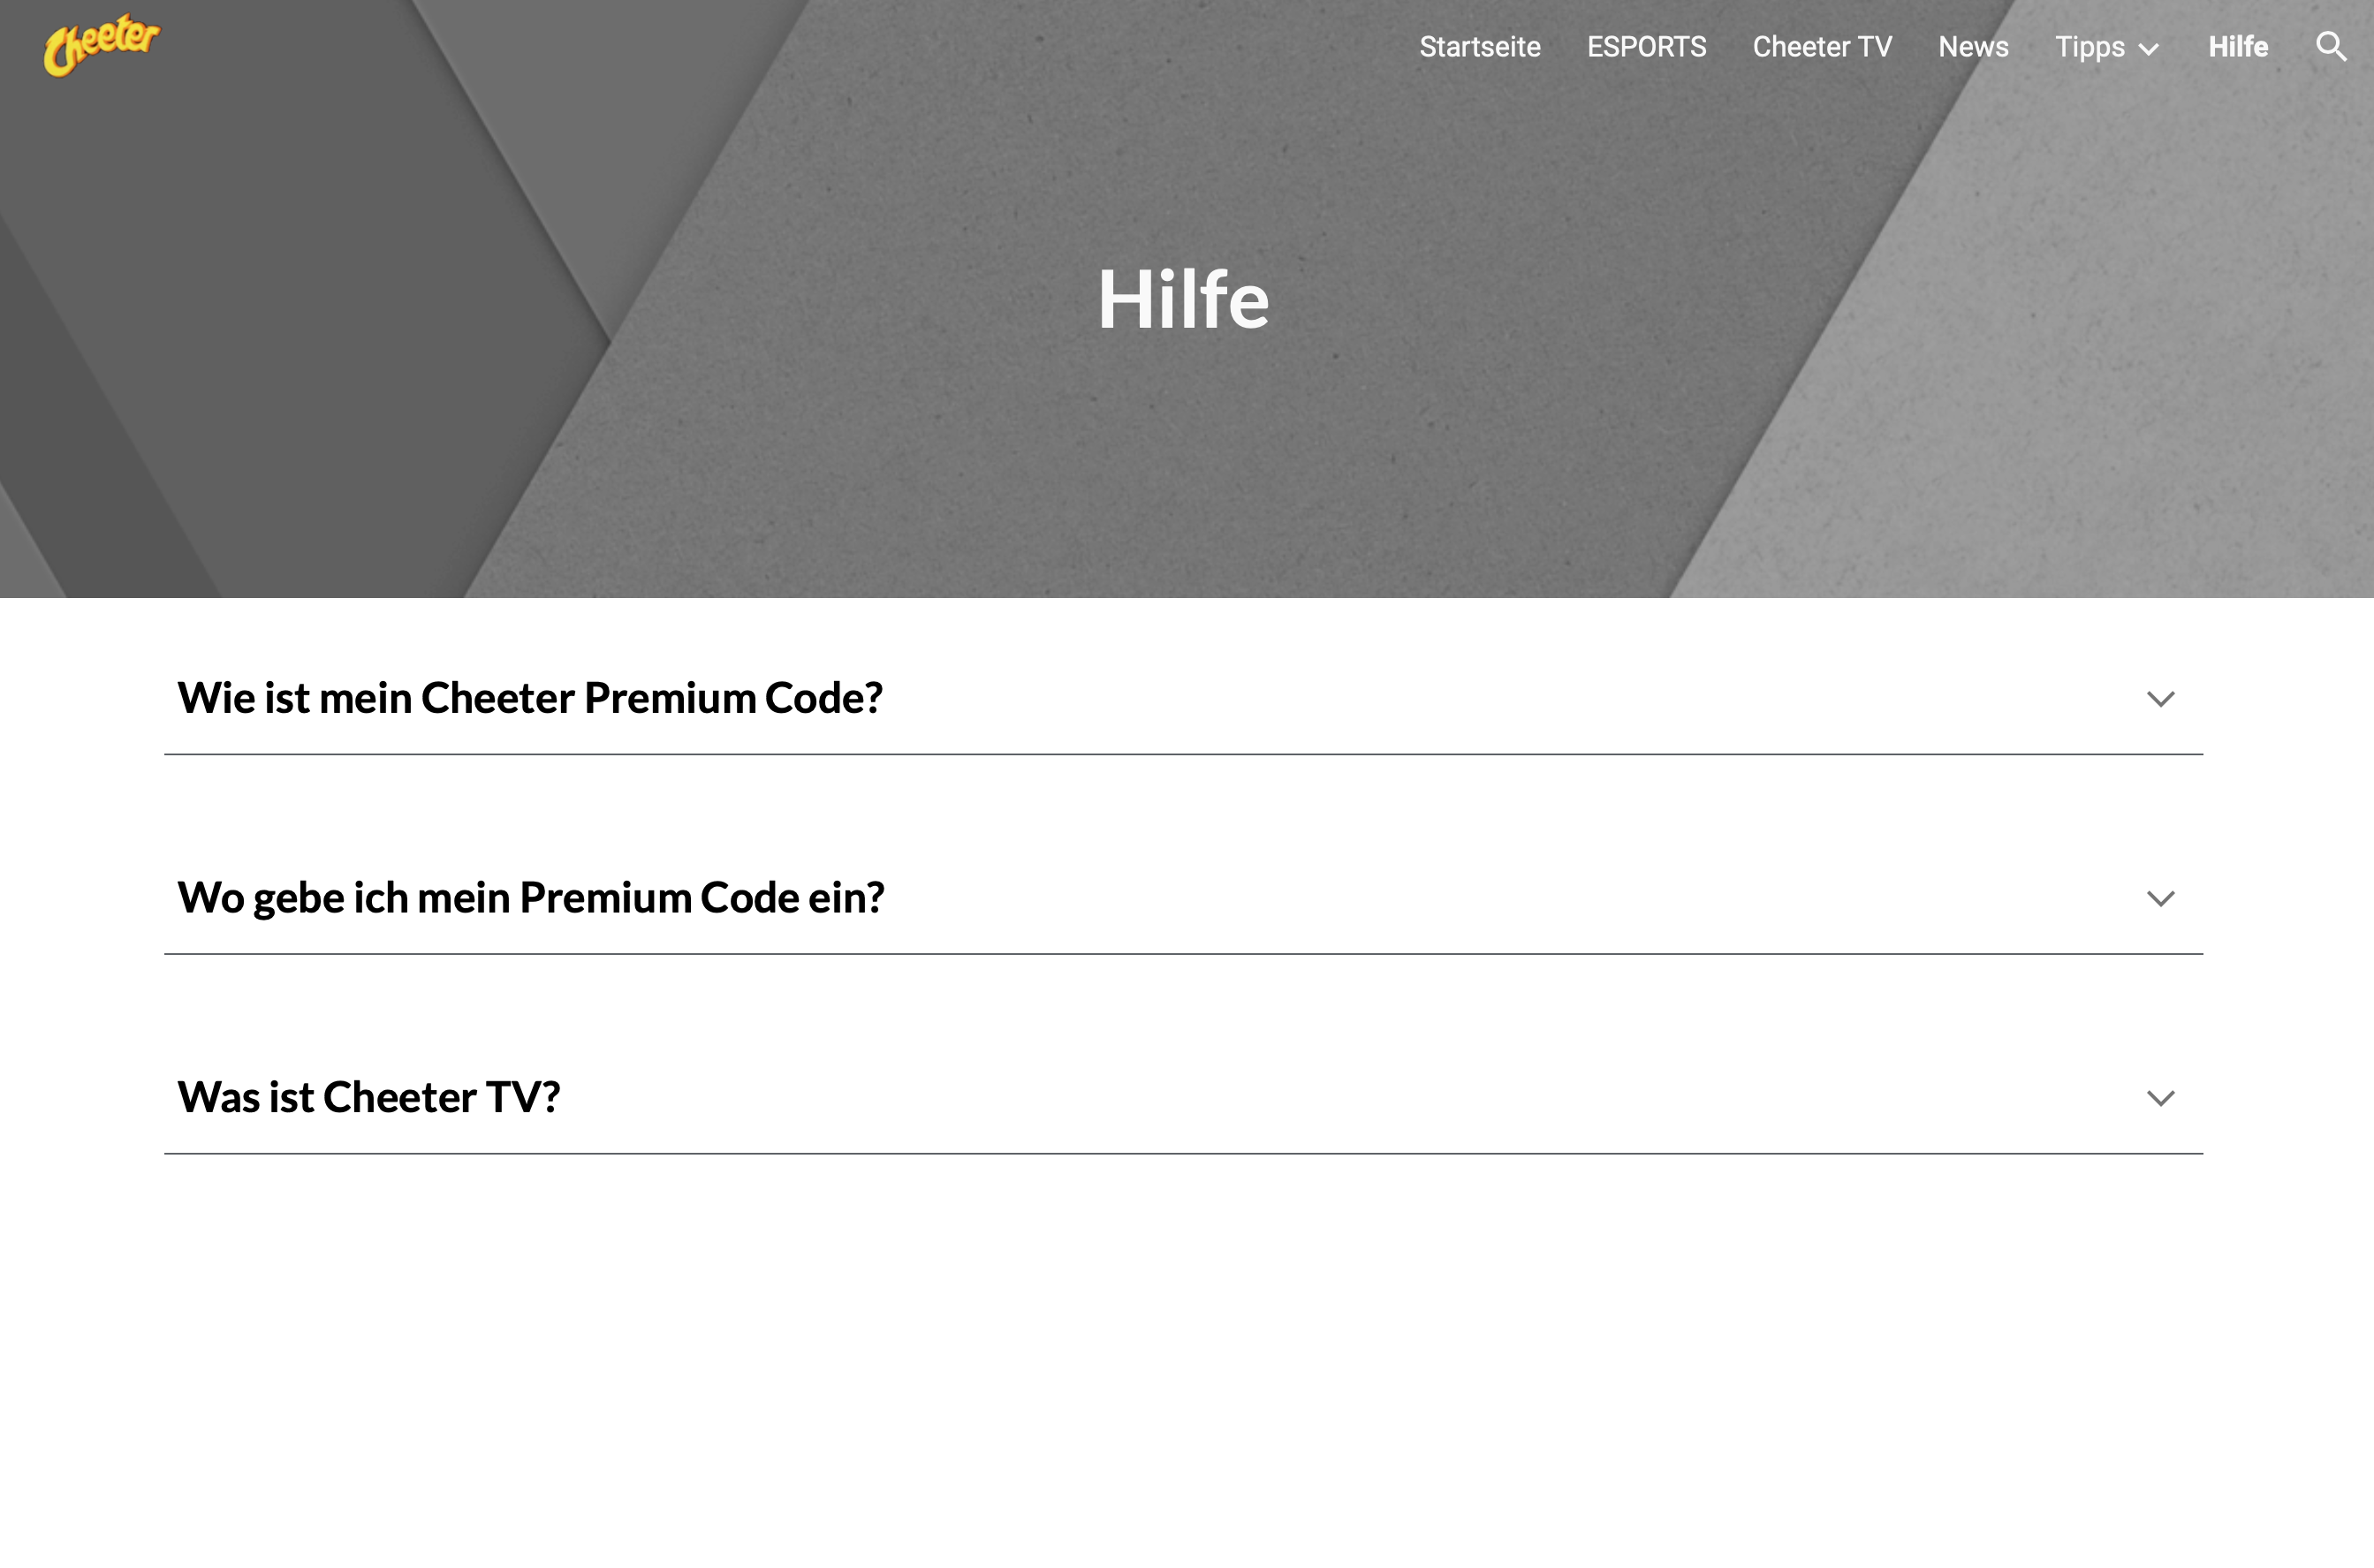 Cheeter
Startseite ESPORTS Cheeter TV News Tipps Hilfe
Hilfe
Wie ist mein Cheeter Premium Code?
Wo gebe ich mein Premium Code ein?
Was ist Cheeter TV?